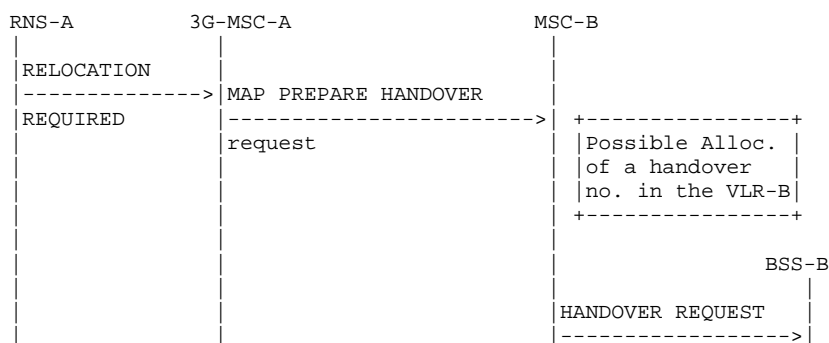 RNS-A 3G-MSC-A MSC-B
RELOCATION
MAP PREPARE HANDOVER
REQUIRED
request
Possible Alloc.
of a handover
no. in the VLR-B
BSS-B
HANDOVER REQUEST